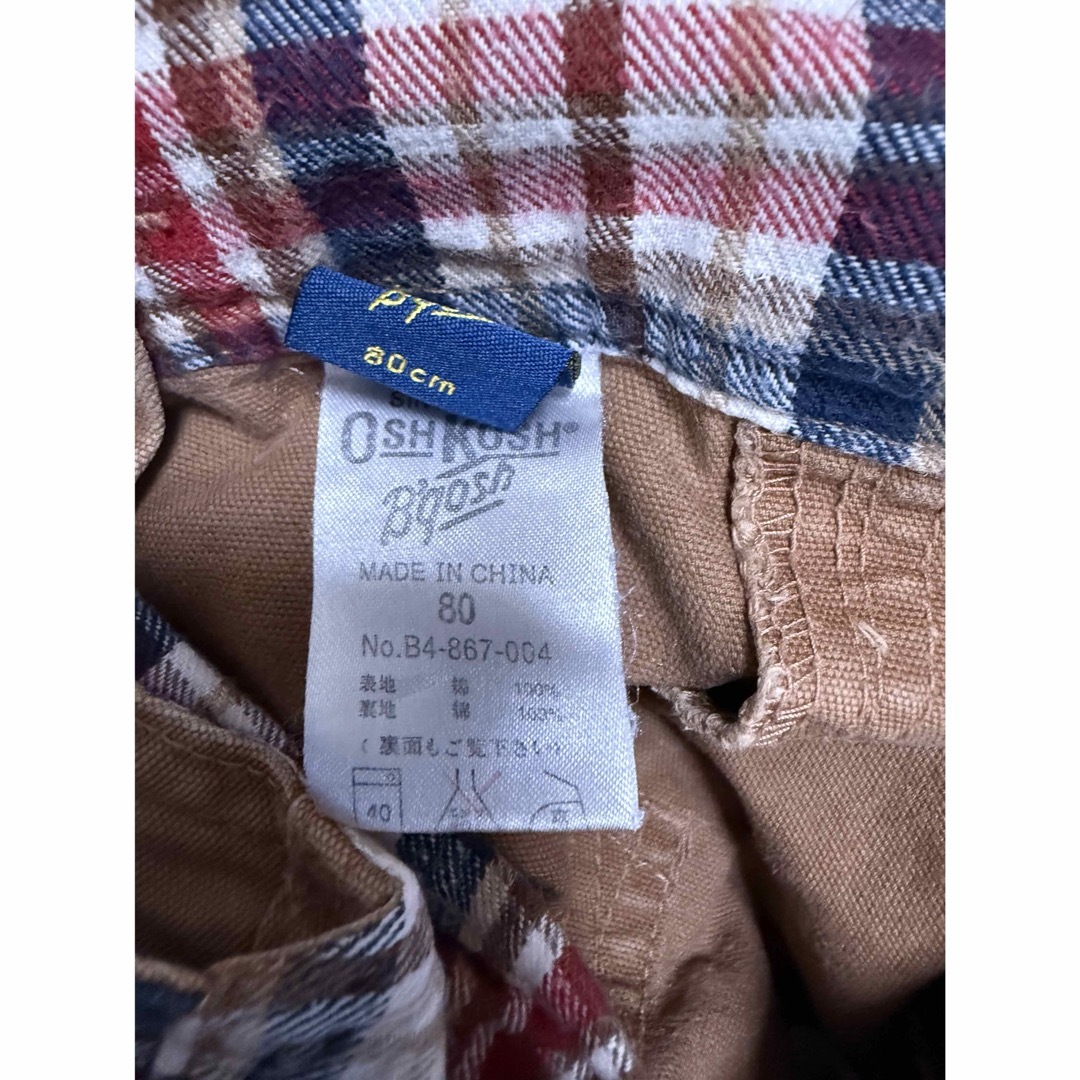 80cm
OSHKOSH®
B'gosh
MADE IN CHINA
80
No.B4-867-004
表地 綿 100%
裏地 綿 100%
(裏面もご覧下さい)
40